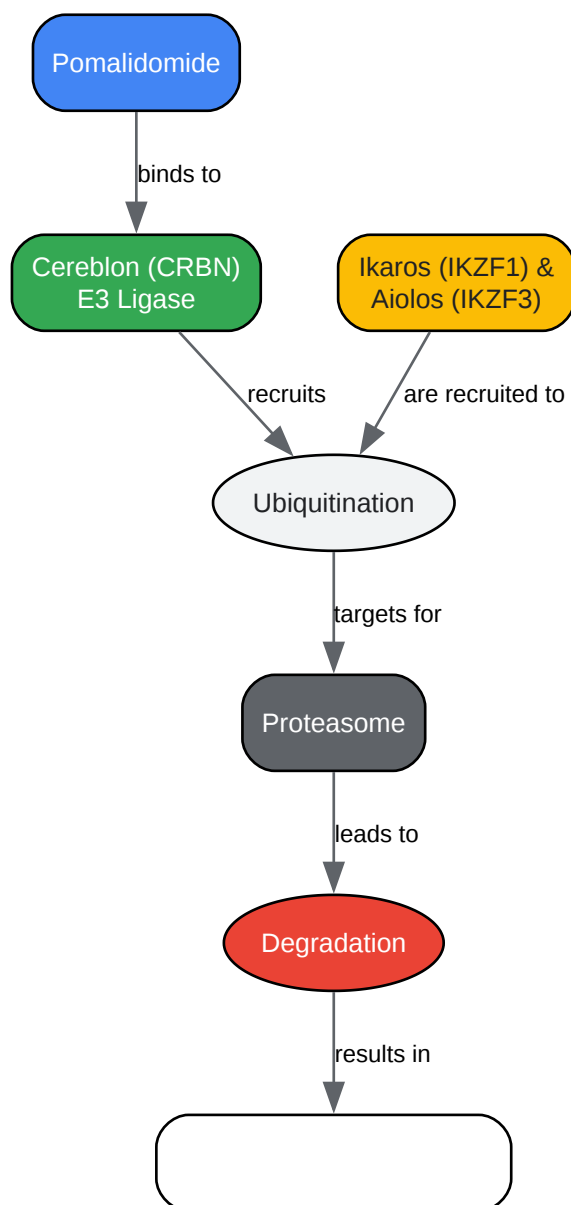 Pomalidomide
binds to
Cereblon (CRBN)
E3 Ligase
Ikaros (IKZF1) &
Aiolos (IKZF3)
recruits
are recruited to
Ubiquitination
targets for
Proteasome
leads to
Degradation
results in